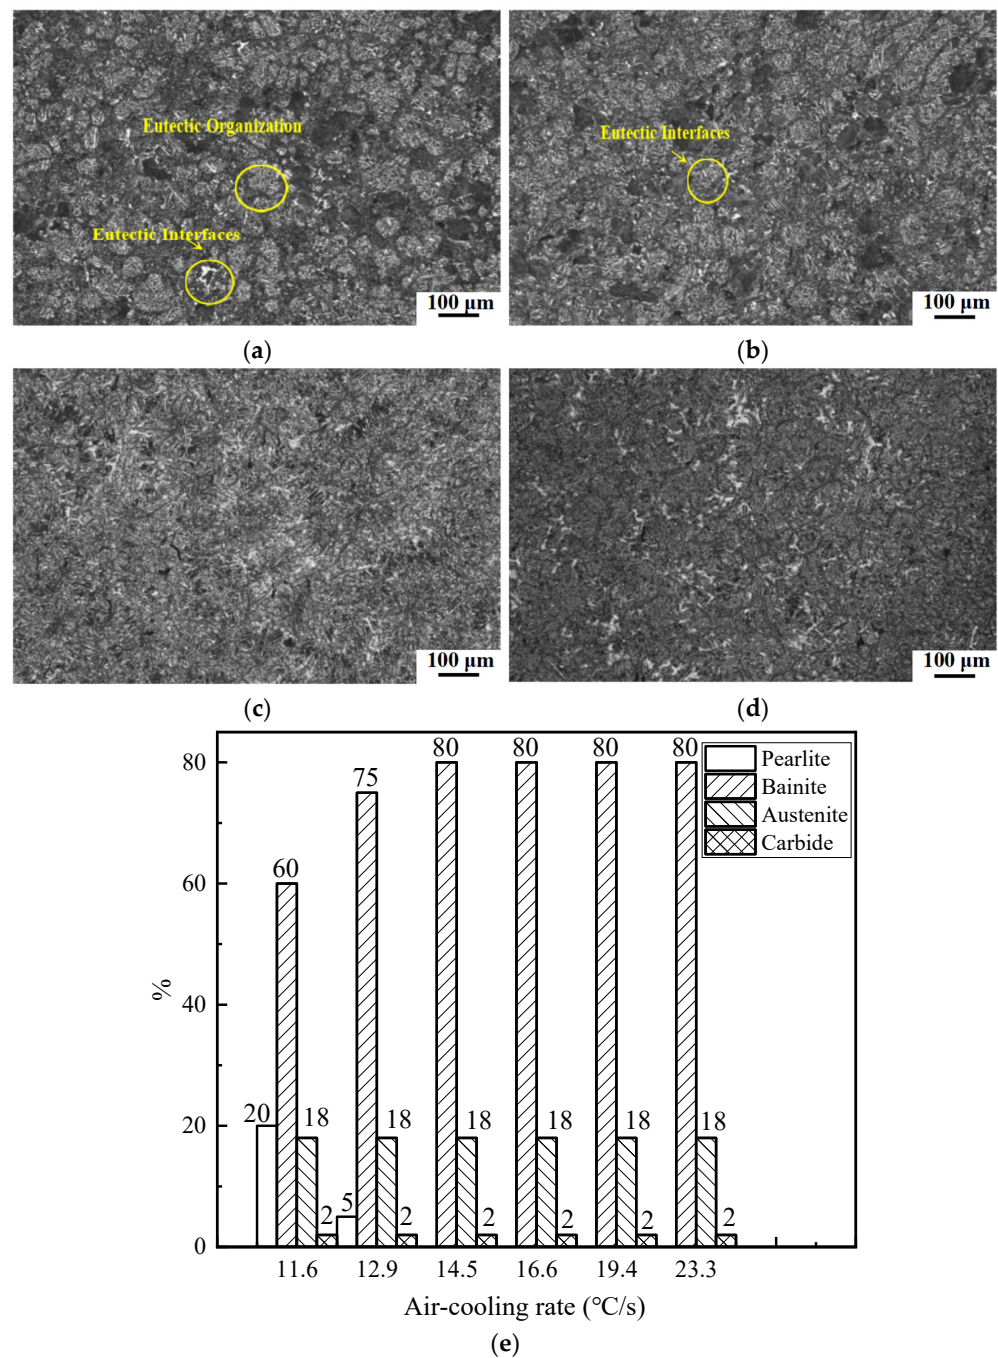 Eutectic Organization
Eutectic Interfaces
100 μm
(a)
Eutectic Interfaces
100 μm
(b)
100 μm
(c)
100 μm
(d)
Pearlite
Bainite
Austenite
Carbide
80
60
40
20
0
%
20
60
18
2
5
75
18
2
80
18
2
80
18
2
80
18
2
80
18
2
11.6 12.9 14.5 16.6 19.4 23.3
Air-cooling rate (°C/s)
(e)